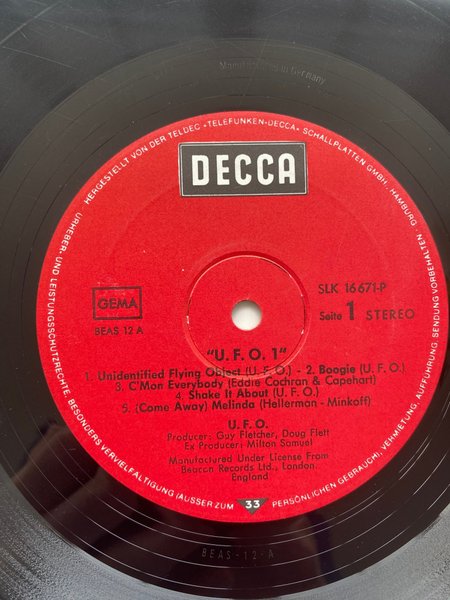 Manufactured in Germany
HERGESTELLT VON DER TELDEC »TELEFUNKEN-DECCA« SCHALLPLATTEN GMBH, HAMBURG
URHEBER- UND LEISTUNGSSCHUTZRECHTE, BESONDERS VERVIELFÄLTIGUNG (AUSSER ZUM PERSÖNLICHEN GEBRAUCH), VERMIETUNG, AUFFÜHRUNG, SENDUNG VORBEHALTEN
DECCA
GEMA
BEAS 12 A
SLK 16 671-P
Seite 1 STEREO
"U. F. O. 1"
1. Unidentified Flying Object (U. F. O.) - 2. Boogie (U. F. O.)
3. C'Mon Everybody (Eddie Cochran & Capehart)
4. Shake It About (U. F. O.)
5. (Come Away) Melinda (Hellerman - Minkoff)
U. F. O.
Producer: Guy Fletcher, Doug Flett
Ex Producer: Milton Samuel
Manufactured Under License From
Beacon Records Ltd., London,
England
33
BEAS-12-A